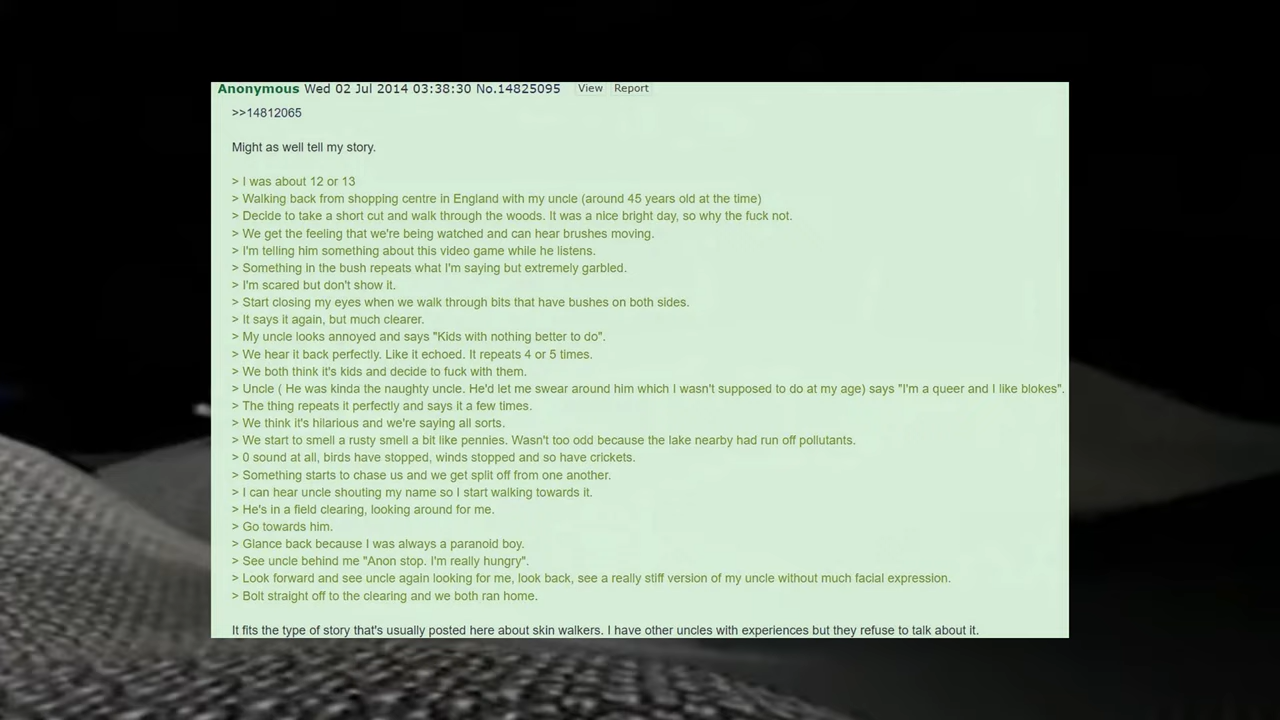 Anonymous Wed 02 Jul 2014 03:38:30 No.14825095 View Report
>>14812065
Might as well tell my story.
> I was about 12 or 13
> Walking back from shopping centre in England with my uncle (around 45 years old at the time)
> Decide to take a short cut and walk through the woods. It was a nice bright day, so why the fuck not.
> We get the feeling that we're being watched and can hear brushes moving.
> I'm telling him something about this video game while he listens.
> Something in the bush repeats what I'm saying but extremely garbled.
> I'm scared but don't show it.
> Start closing my eyes when we walk through bits that have bushes on both sides.
> It says it again, but much clearer.
> My uncle looks annoyed and says "Kids with nothing better to do".
> We hear it back perfectly. Like it echoed. It repeats 4 or 5 times.
> We both think it's kids and decide to fuck with them.
> Uncle ( He was kinda the naughty uncle. He'd let me swear around him which I wasn't supposed to do at my age) says "I'm a queer and I like blokes".
> The thing repeats it perfectly and says it a few times.
> We think it's hilarious and we're saying all sorts.
> We start to smell a rusty smell a bit like pennies. Wasn't too odd because the lake nearby had run off pollutants.
> 0 sound at all, birds have stopped, winds stopped and so have crickets.
> Something starts to chase us and we get split off from one another.
> I can hear uncle shouting my name so I start walking towards it.
> He's in a field clearing, looking around for me.
> Go towards him.
> Glance back because I was always a paranoid boy.
> See uncle behind me "Anon stop. I'm really hungry".
> Look forward and see uncle again looking for me, look back, see a really stiff version of my uncle without much facial expression.
> Bolt straight off to the clearing and we both ran home.
It fits the type of story that's usually posted here about skin walkers. I have other uncles with experiences but they refuse to talk about it.